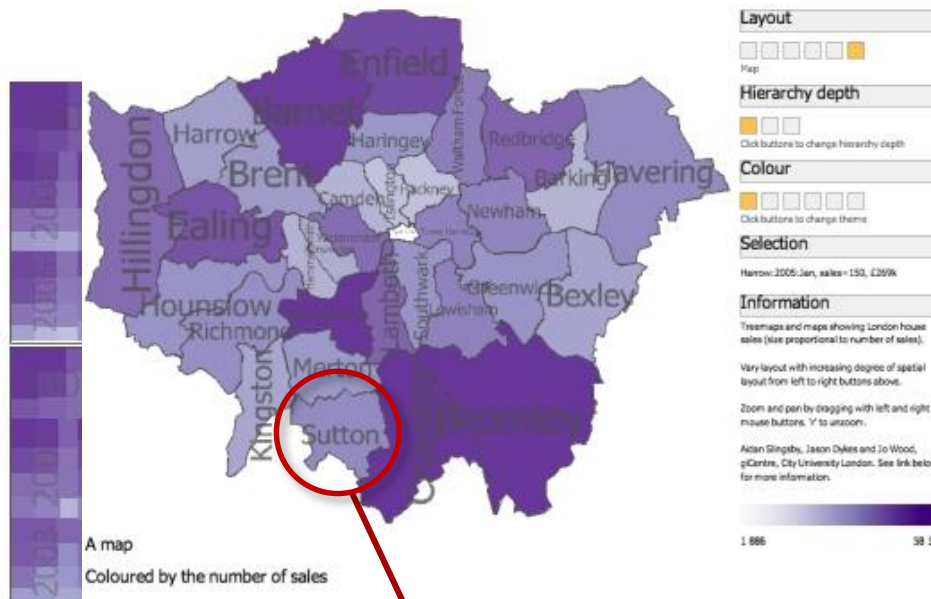 Enfield
Barnet
Harrow
Haringey
Waltham Forest
Redbridge
Hillingdon
Brent
Camden
Islington
Hackney
Barking
Havering
Ealing
Newham
Hounslow
Richmond
Lambeth
Southwark
Greenwich
Lewisham
Bexley
Merton
Kingston
Sutton
Bromley
2003
A map
Coloured by the number of sales
Layout
Map
Hierarchy depth
Click buttons to change hierarchy depth
Colour
Click buttons to change theme
Selection
Harrow:2005:Jan, sales=150, £269k
Information
Treemaps and maps showing London house
sales (size proportional to number of sales).
Vary layout with increasing degree of spatial
layout from left to right buttons above.
Zoom and pan by dragging with left and right
mouse buttons. 'r' to unzoom.
Aidan Slingsby, Jason Dykes and Jo Wood,
giCentre, City University London. See link belo
for more information.
1 886